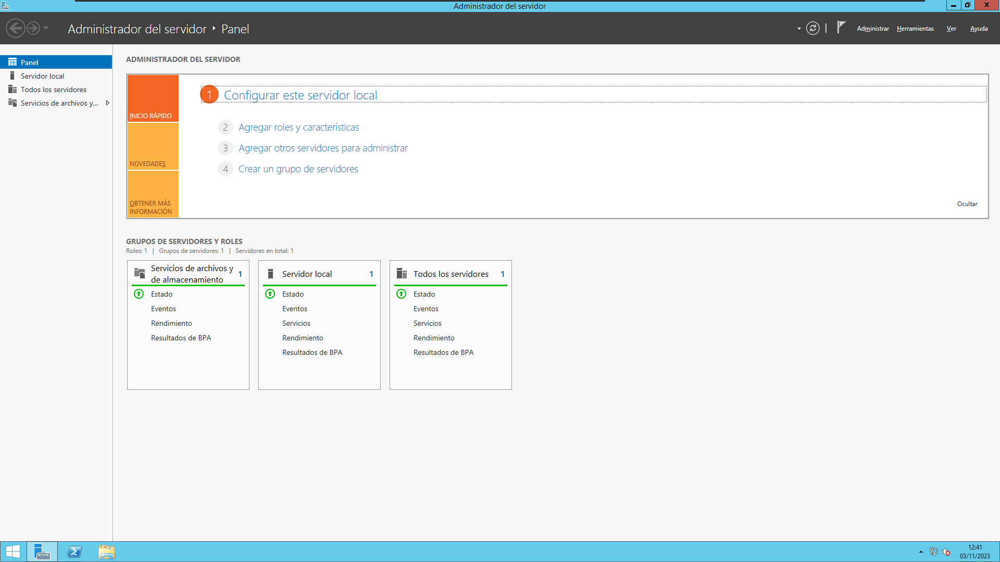 Administrador del servidor
Administrador del servidor ‣ Panel
Administrar Herramientas Ver Ayuda
Panel
Servidor local
Todos los servidores
Servicios de archivos y...
ADMINISTRADOR DEL SERVIDOR
INICIO RÁPIDO
NOVEDADES
OBTENER MÁS
INFORMACIÓN
1 Configurar este servidor local
2 Agregar roles y características
3 Agregar otros servidores para administrar
4 Crear un grupo de servidores
Ocultar
GRUPOS DE SERVIDORES Y ROLES
Roles: 1 | Grupos de servidores: 1 | Servidores en total: 1
Servicios de archivos y
de almacenamiento 1
Estado
Eventos
Rendimiento
Resultados de BPA
Servidor local 1
Estado
Eventos
Servicios
Rendimiento
Resultados de BPA
Todos los servidores 1
Estado
Eventos
Servicios
Rendimiento
Resultados de BPA
12:41
03/11/2023